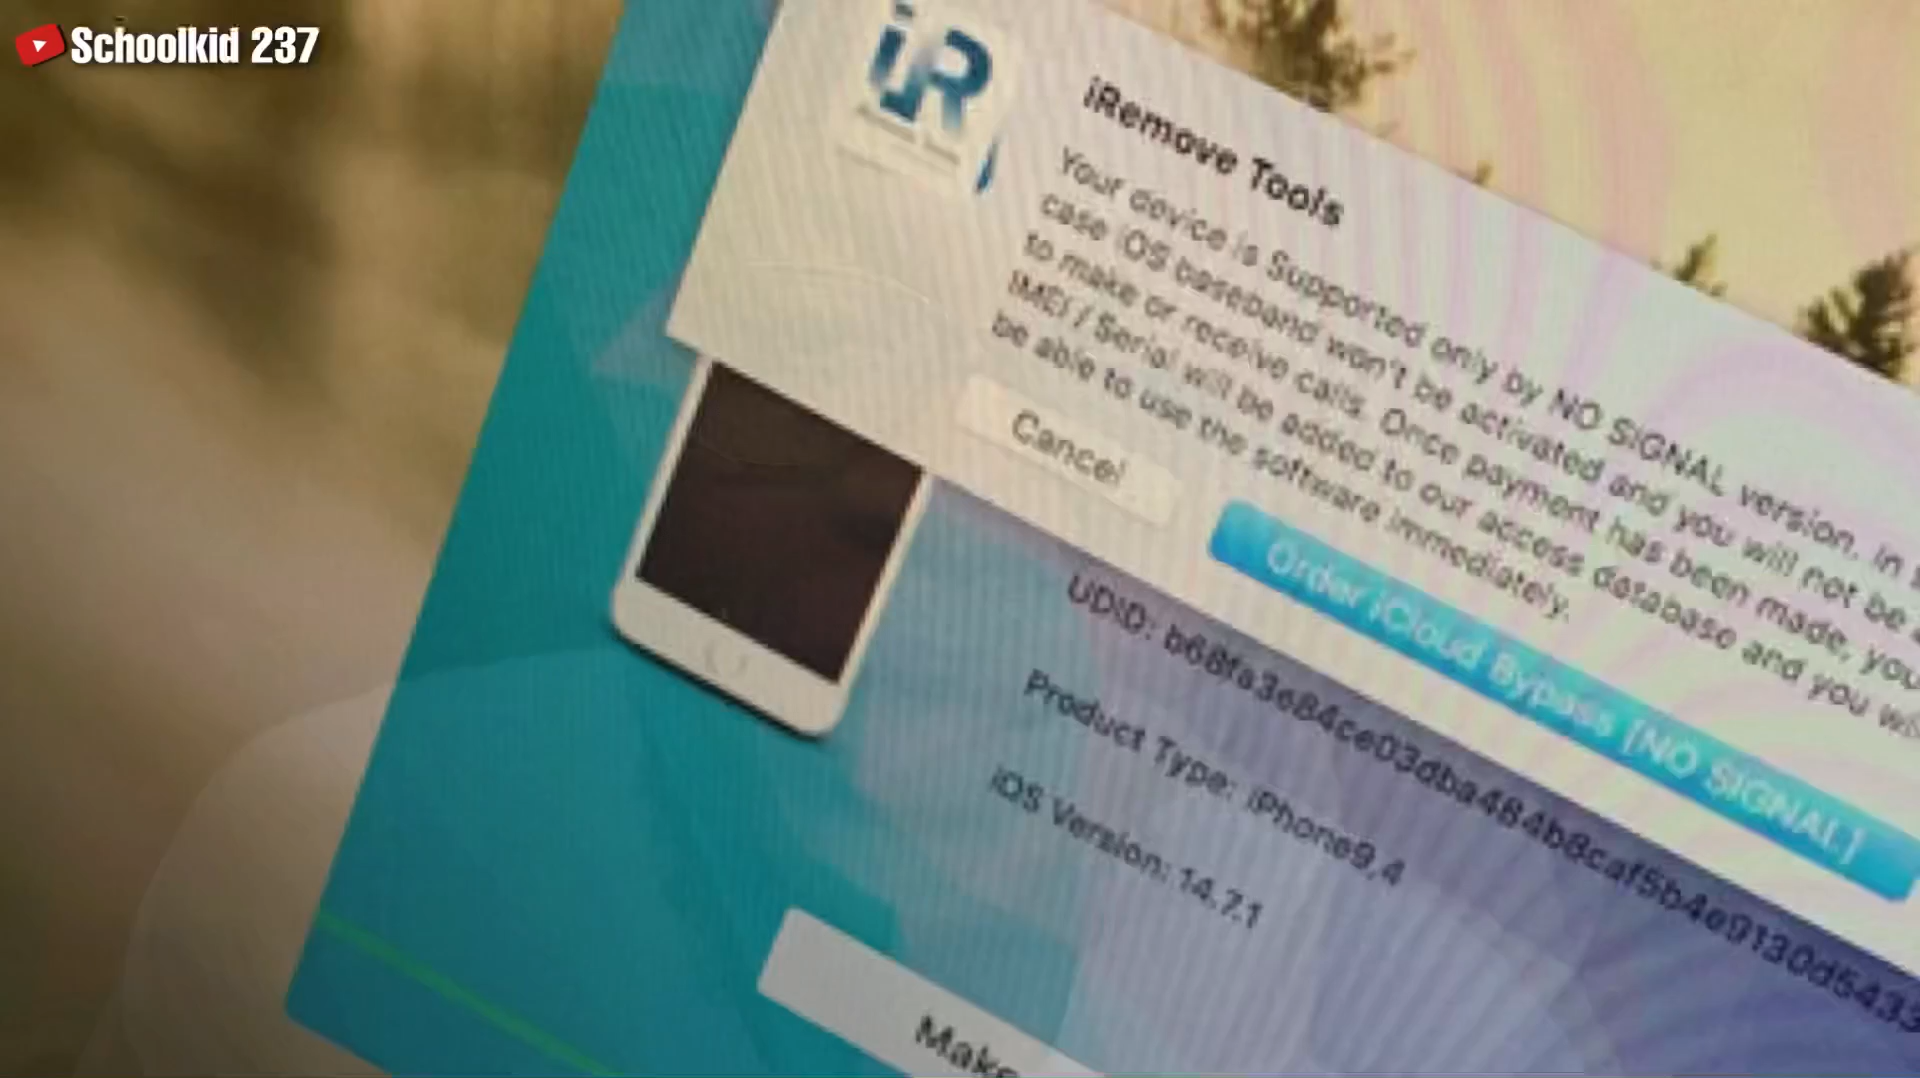 Schoolkid 237
iR
iRemove Tools
Your device is Supported only by NO SIGNAL version. In
case iOS baseband won't be activated and you will not be
to make or receive calls. Once payment has been made, you
IMEI / Serial will be added to our access database and you wi
be able to use the software immediately.
Cancel
Order iCloud Bypass [NO SIGNAL]
UDID: b68fa3e84ce03dba484b8caf5b4e9130d5433
Product Type: iPhone9,4
iOS Version: 14.7.1
Make